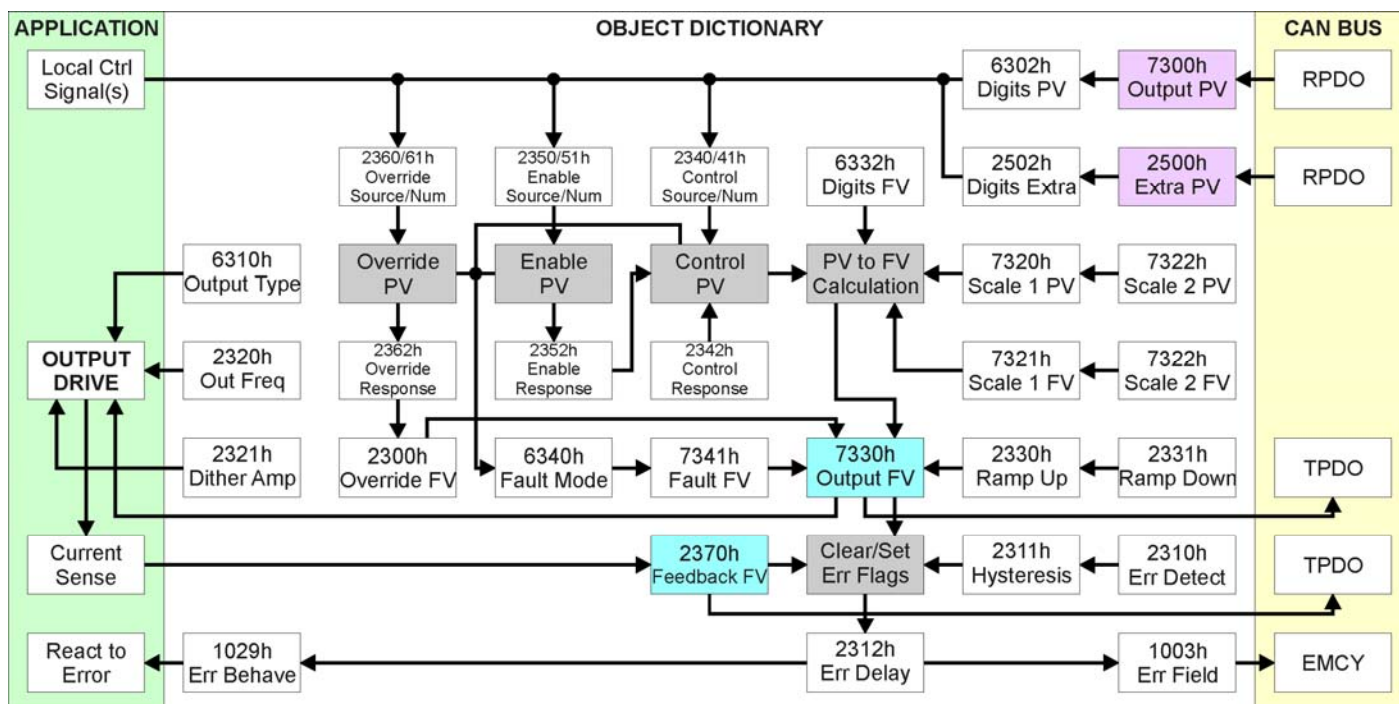 APPLICATION
OBJECT DICTIONARY
CAN BUS
Local Ctrl
Signal(s)
6302h
Digits PV
7300h
Output PV
RPDO
2360/61h
Override
Source/Num
2350/51h
Enable
Source/Num
2340/41h
Control
Source/Num
6332h
Digits FV
2502h
Digits Extra
2500h
Extra PV
RPDO
6310h
Output Type
Override
PV
Enable
PV
Control
PV
PV to FV
Calculation
7320h
Scale 1 PV
7322h
Scale 2 PV
OUTPUT
DRIVE
2320h
Out Freq
2362h
Override
Response
2352h
Enable
Response
2342h
Control
Response
7321h
Scale 1 FV
7322h
Scale 2 FV
2321h
Dither Amp
2300h
Override FV
6340h
Fault Mode
7341h
Fault FV
7330h
Output FV
2330h
Ramp Up
2331h
Ramp Down
TPDO
Current
Sense
2370h
Feedback FV
Clear/Set
Err Flags
2311h
Hysteresis
2310h
Err Detect
TPDO
React to
Error
1029h
Err Behave
2312h
Err Delay
1003h
Err Field
EMCY